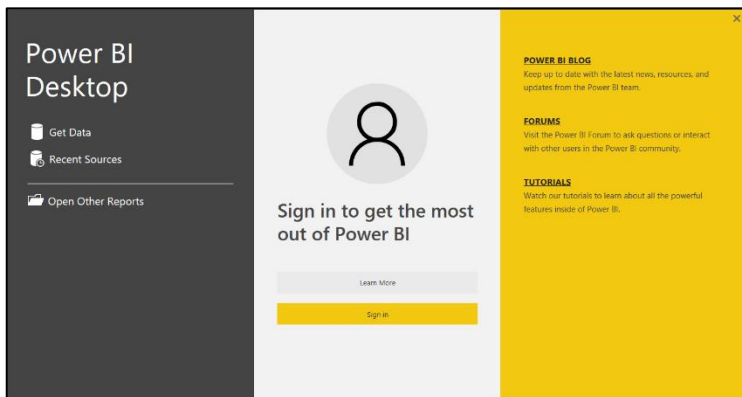 Power BI
Desktop
Get Data
Recent Sources
Open Other Reports
Sign in to get the most
out of Power BI
Learn More
Sign in
POWER BI BLOG
Keep up to date with the latest news, resources, and
updates from the Power BI team.
FORUMS
Visit the Power BI Forum to ask questions or interact
with other users in the Power BI community.
TUTORIALS
Watch our tutorials to learn about all the powerful
features inside of Power BI.